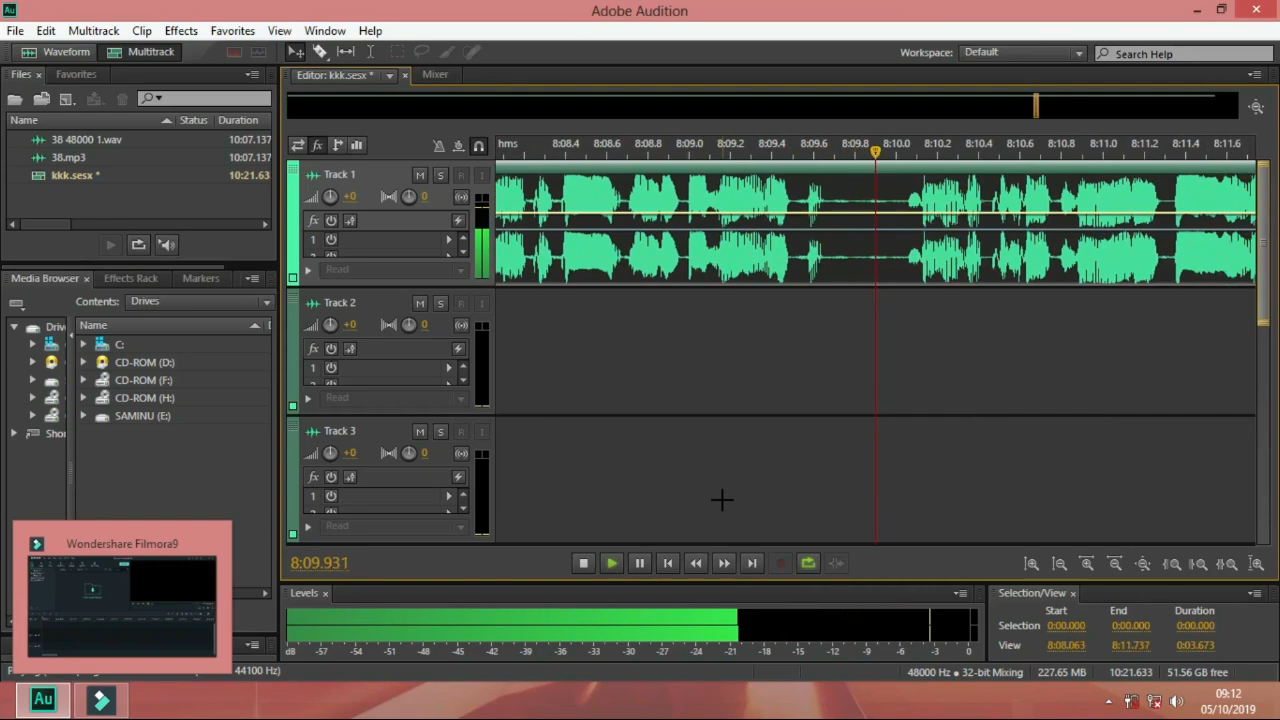 Au
Adobe Audition
File Edit Multitrack Clip Effects Favorites View Window Help
Waveform Multitrack
Workspace: Default
Search Help
Files Favorites
Editor: kkk.sesx * Mixer
Name Status Duration
38 48000 1.wav 10:07.137
38.mp3 10:07.137
kkk.sesx * 10:21.63
fx
hms 8:08.4 8:08.6 8:08.8 8:09.0 8:09.2 8:09.4 8:09.6 8:09.8 8:10.0 8:10.2 8:10.4 8:10.6 8:10.8 8:11.0 8:11.2 8:11.4 8:11.6
Track 1 M S R I
+0 0
fx
1
Read
Media Browser Effects Rack Markers
Contents: Drives
Driv Name
C:
CD-ROM (D:)
CD-ROM (F:)
CD-ROM (H:)
SAMINU (E:)
Shor
Track 2 M S R I
+0 0
fx
1
Read
Track 3 M S R I
+0 0
fx
1
Read
Wondershare Filmora9
8:09.931
Levels
dB -57 -54 -51 -48 -45 -42 -39 -36 -33 -30 -27 -24 -21 -18 -15 -12 -9 -6 -3 0
Selection/View
Start End Duration
Selection 0:00.000 0:00.000 0:00.000
View 8:08.063 8:11.737 0:03.673
44100 Hz)
48000 Hz • 32-bit Mixing 227.65 MB 10:21.633 51.56 GB free
Au
09:12
05/10/2019